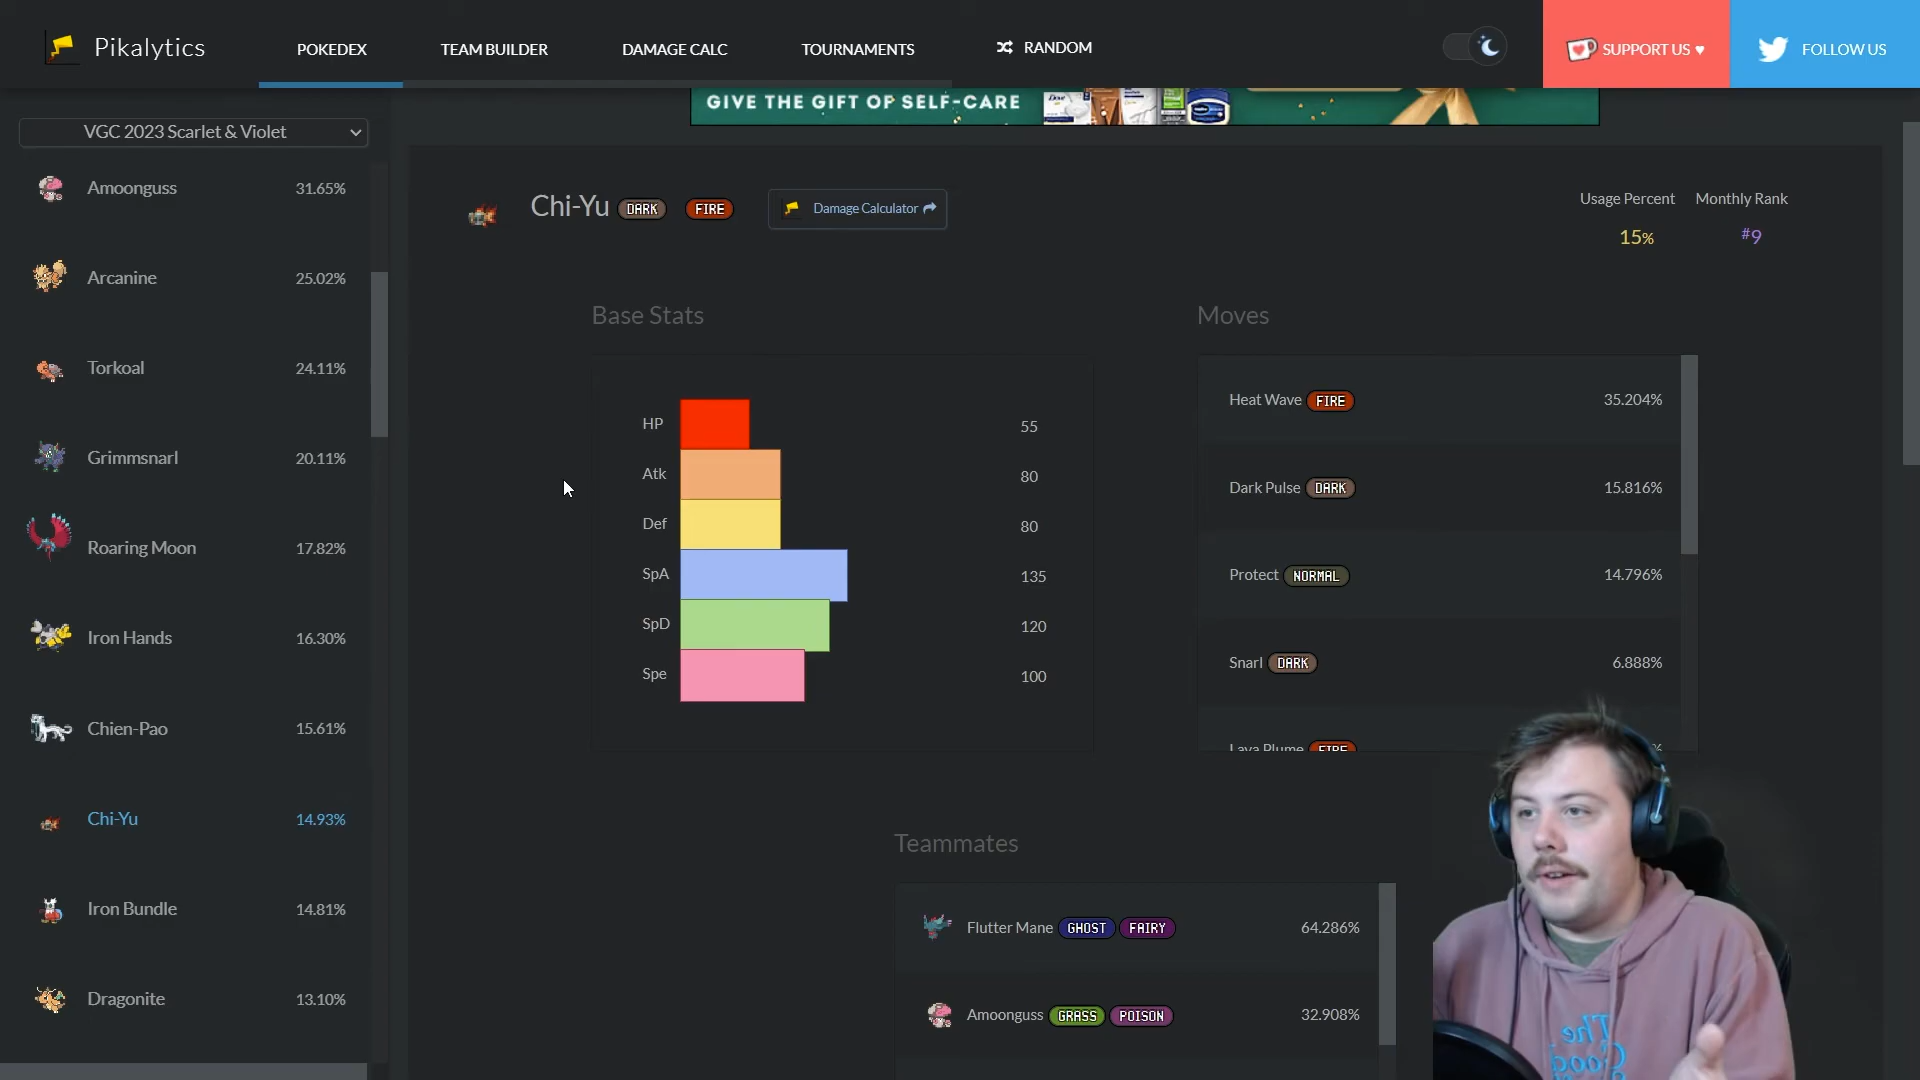 Pikalytics
POKEDEX
TEAM BUILDER
DAMAGE CALC
TOURNAMENTS
RANDOM
SUPPORT US ♥
FOLLOW US
GIVE THE GIFT OF SELF-CARE
VGC 2023 Scarlet & Violet
Amoonguss 31.65%
Arcanine 25.02%
Torkoal 24.11%
Grimmsnarl 20.11%
Roaring Moon 17.82%
Iron Hands 16.30%
Chien-Pao 15.61%
Chi-Yu 14.93%
Iron Bundle 14.81%
Dragonite 13.10%
Chi-Yu DARK FIRE
Damage Calculator
Usage Percent Monthly Rank
15% #9
Base Stats
HP 55
Atk 80
Def 80
SpA 135
SpD 120
Spe 100
Moves
Heat Wave FIRE 35.204%
Dark Pulse DARK 15.816%
Protect NORMAL 14.796%
Snarl DARK 6.888%
Lava Plume FIRE %
Teammates
Flutter Mane GHOST FAIRY 64.286%
Amoonguss GRASS POISON 32.908%
The
Good